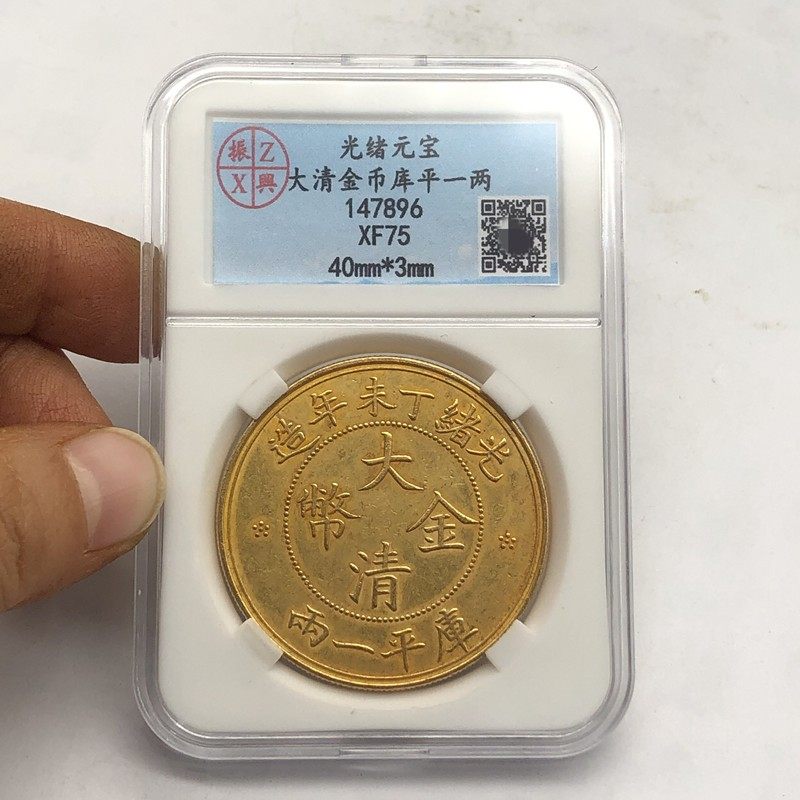 振 Z
X 興
光绪元宝
大清金币库平一两
147896
XF75
40mm*3mm
光緒丁未年造
大清金幣
庫平一兩